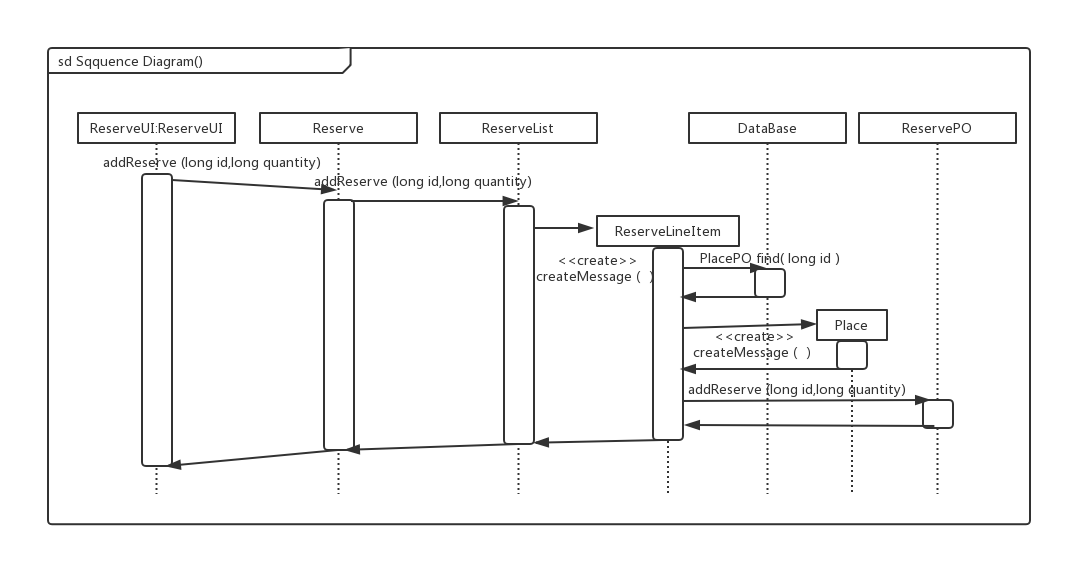 sd Sqquence Diagram()
ReserveUI:ReserveUI
Reserve
ReserveList
DataBase
ReservePO
addReserve (long id,long quantity)
addReserve (long id,long quantity)
ReserveLineItem
<<create>>
createMessage (  )
PlacePO find( long id )
Place
<<create>>
createMessage (  )
addReserve (long id,long quantity)